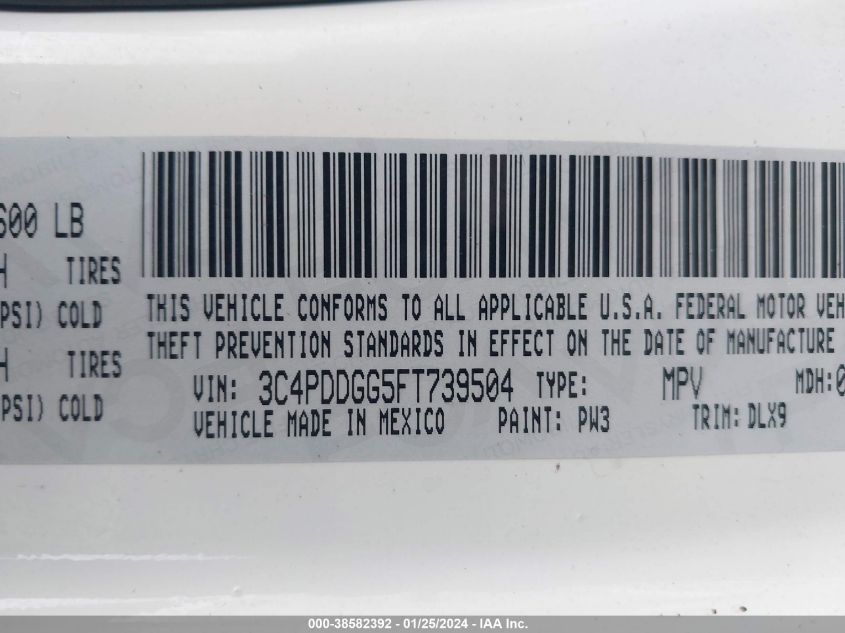 600 LB
H TIRES
PSI) COLD
H TIRES
PSI) COLD
THIS VEHICLE CONFORMS TO ALL APPLICABLE U.S.A. FEDERAL MOTOR VEH
THEFT PREVENTION STANDARDS IN EFFECT ON THE DATE OF MANUFACTURE
VIN: 3C4PDDGG5FT739504 TYPE: MPV MDH:0
VEHICLE MADE IN MEXICO PAINT: PW3 TRIM: DLX9
000-38582392 - 01/25/2024 - IAA Inc.